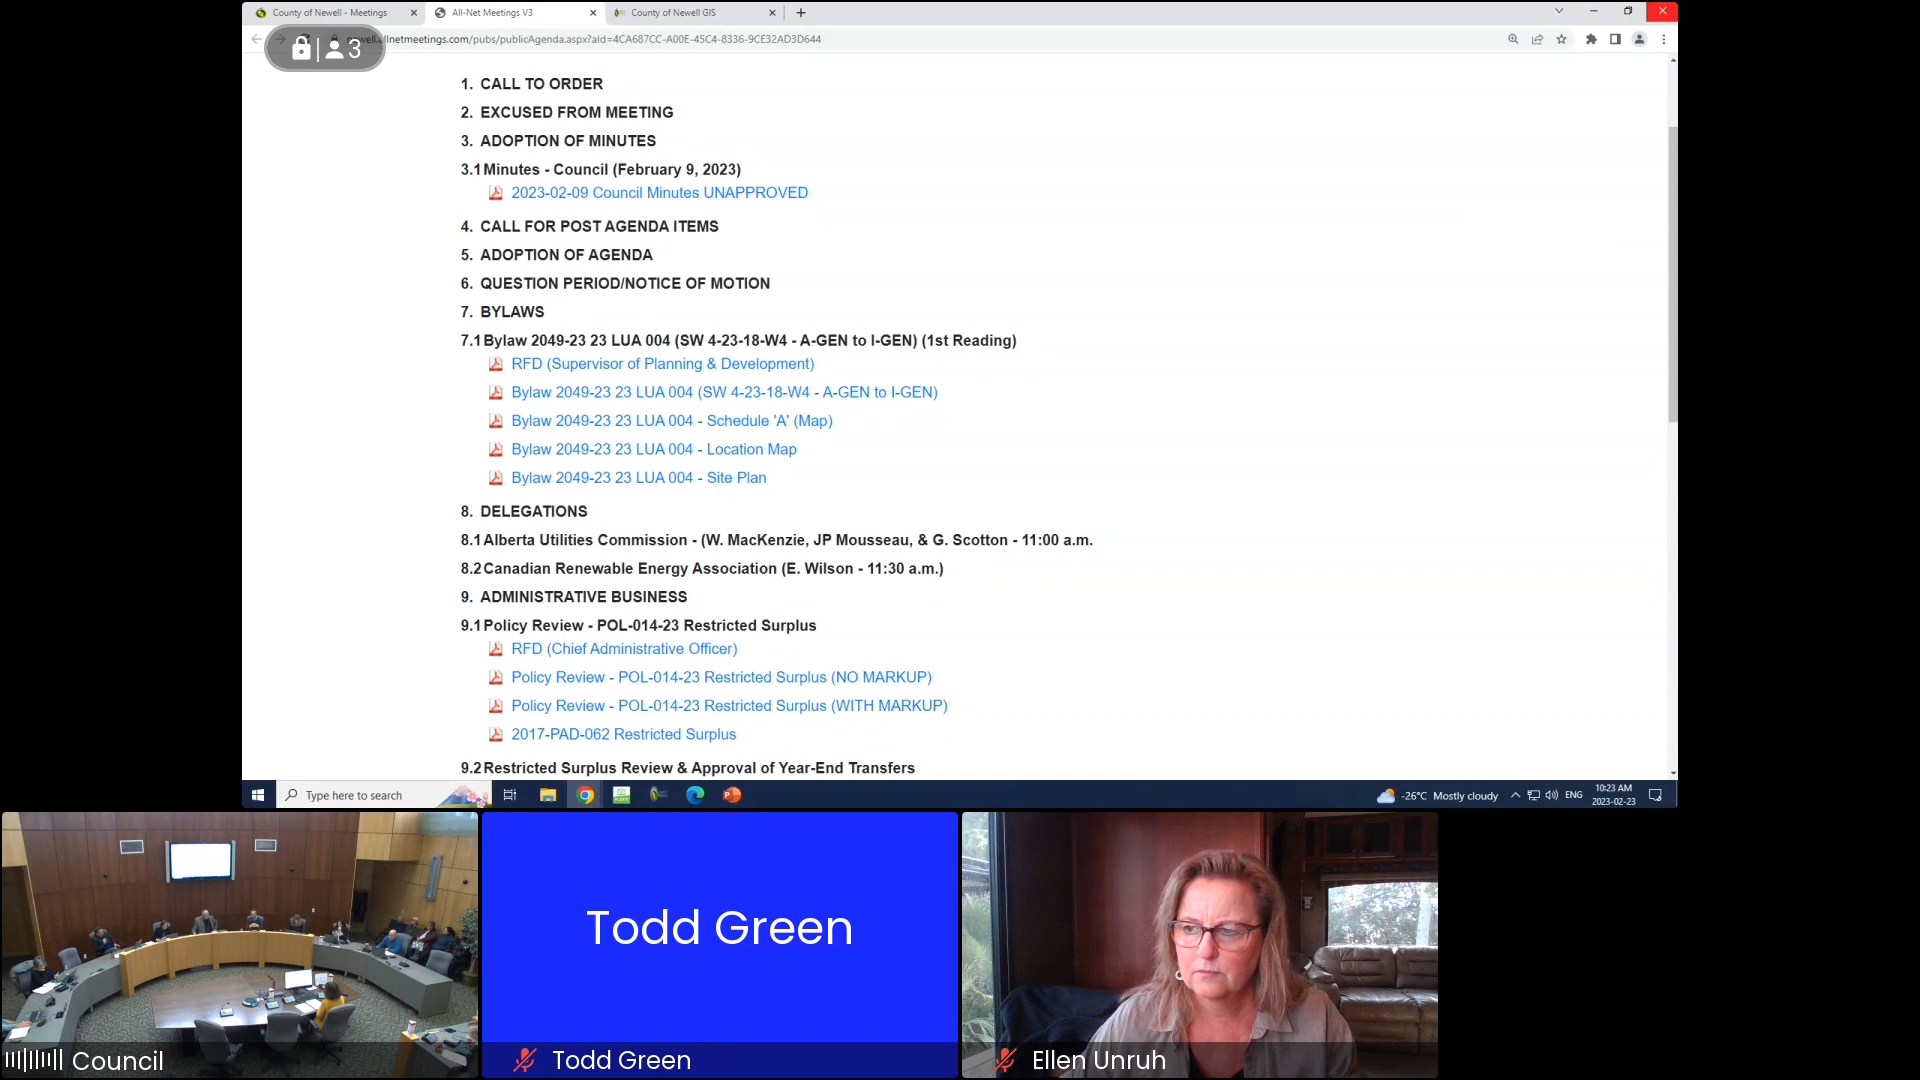 County of Newell - Meetings
All-Net Meetings V3
County of Newell GIS
3
netmeetings.com/pubs/publicAgenda.aspx?aId=4CA687CC-A00E-45C4-8336-9CE32AD3D644
1. CALL TO ORDER
2. EXCUSED FROM MEETING
3. ADOPTION OF MINUTES
3.1 Minutes - Council (February 9, 2023)
2023-02-09 Council Minutes UNAPPROVED
4. CALL FOR POST AGENDA ITEMS
5. ADOPTION OF AGENDA
6. QUESTION PERIOD/NOTICE OF MOTION
7. BYLAWS
7.1 Bylaw 2049-23 23 LUA 004 (SW 4-23-18-W4 - A-GEN to I-GEN) (1st Reading)
RFD (Supervisor of Planning & Development)
Bylaw 2049-23 23 LUA 004 (SW 4-23-18-W4 - A-GEN to I-GEN)
Bylaw 2049-23 23 LUA 004 - Schedule 'A' (Map)
Bylaw 2049-23 23 LUA 004 - Location Map
Bylaw 2049-23 23 LUA 004 - Site Plan
8. DELEGATIONS
8.1 Alberta Utilities Commission - (W. MacKenzie, JP Mousseau, & G. Scotton - 11:00 a.m.
8.2 Canadian Renewable Energy Association (E. Wilson - 11:30 a.m.)
9. ADMINISTRATIVE BUSINESS
9.1 Policy Review - POL-014-23 Restricted Surplus
RFD (Chief Administrative Officer)
Policy Review - POL-014-23 Restricted Surplus (NO MARKUP)
Policy Review - POL-014-23 Restricted Surplus (WITH MARKUP)
2017-PAD-062 Restricted Surplus
9.2 Restricted Surplus Review & Approval of Year-End Transfers
Type here to search
-26°C Mostly cloudy
ENG
10:23 AM
2023-02-23
Todd Green
Council
Todd Green
Ellen Unruh